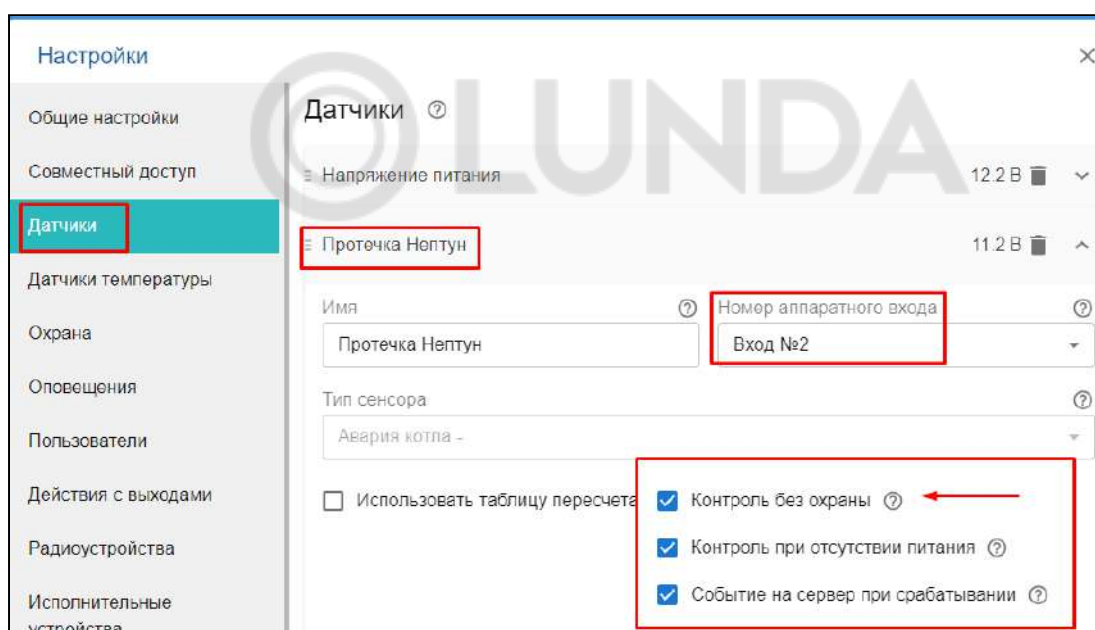 Настройки
LUNDA
Общие настройки
Совместный доступ
Датчики
Датчики температуры
Охрана
Оповещения
Пользователи
Действия с выходами
Радиоустройства
Исполнительные
устройства
Датчики
Напряжение питания 12.2 В
Протечка Нептун 11.2 В
Имя
Протечка Нептун
Номер аппаратного входа
Вход №2
Тип сенсора
Авария котла -
Использовать таблицу пересчета
Контроль без охраны
Контроль при отсутствии питания
Событие на сервер при срабатывании